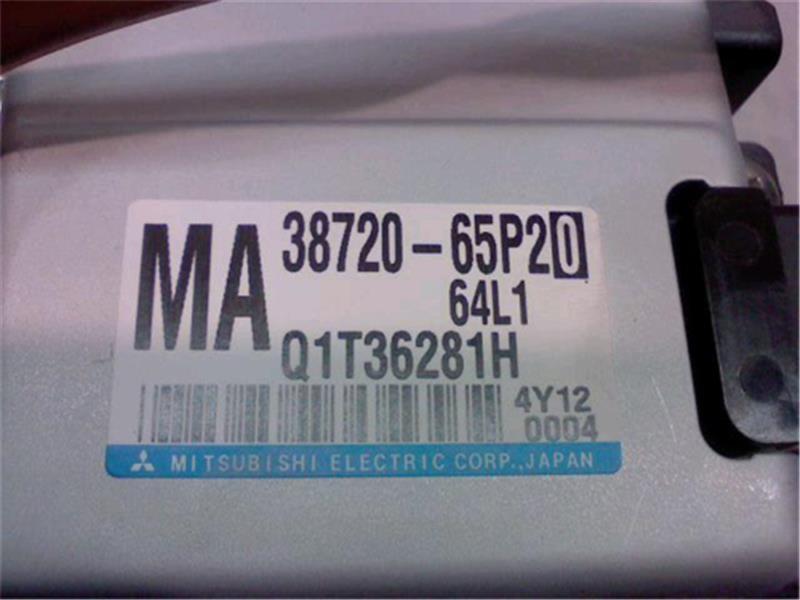 MA 38720-65P20
64L1
Q1T36281H
4Y12
0004
MITSUBISHI ELECTRIC CORP., JAPAN